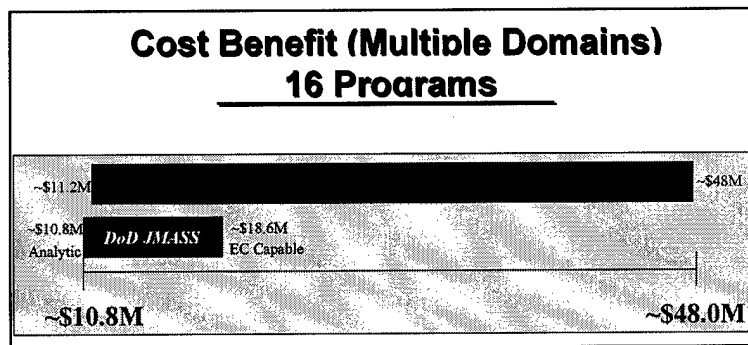 Cost Benefit (Multiple Domains)
16 Programs
~$11.2M
~$48M
~$10.8M
Analytic
DoD JMASS
~$18.6M
EC Capable
~$10.8M
~$48.0M